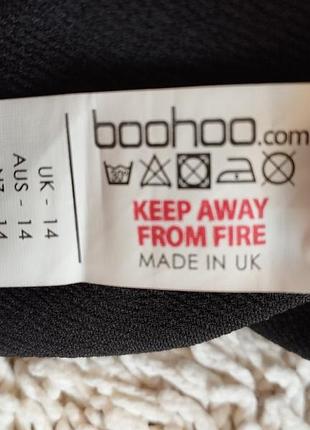 boohoo.com
KEEP AWAY
FROM FIRE
MADE IN UK
UK - 14
AUS - 14